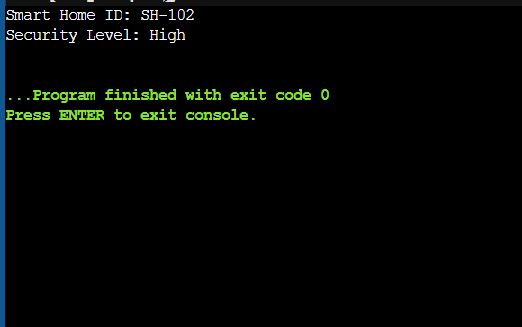 Smart Home ID: SH-102
Security Level: High
...Program finished with exit code 0
Press ENTER to exit console.